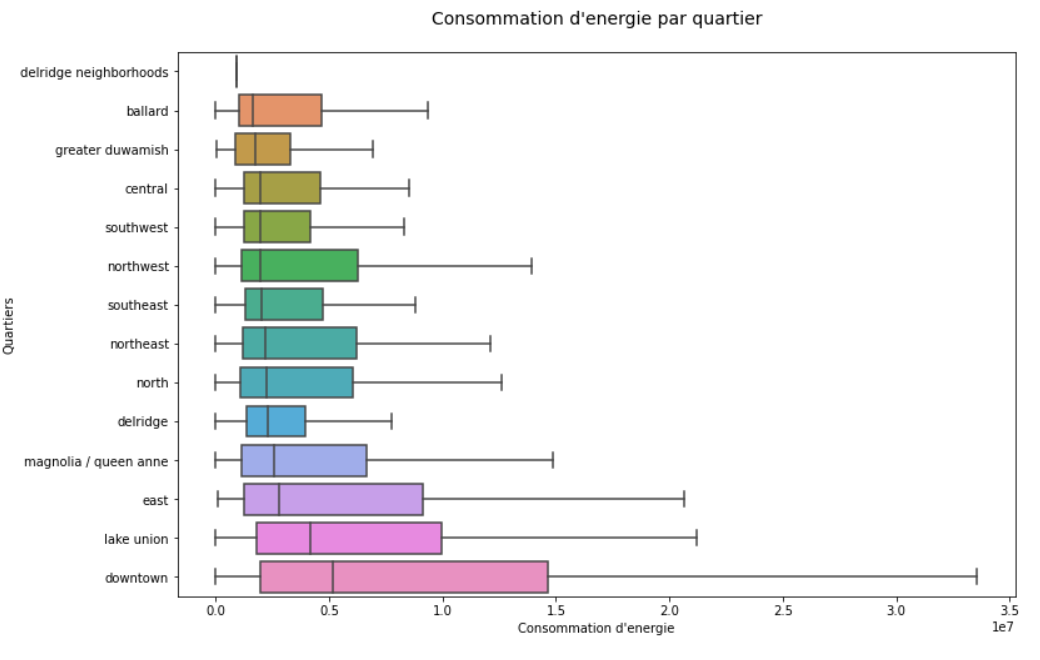 Consommation d'energie par quartier
delridge neighborhoods
ballard
greater duwamish
central
southwest
northwest
southeast
northeast
north
delridge
magnolia / queen anne
east
lake union
downtown
Quartiers
0.0 0.5 1.0 1.5 2.0 2.5 3.0 3.5
1e7
Consommation d'energie